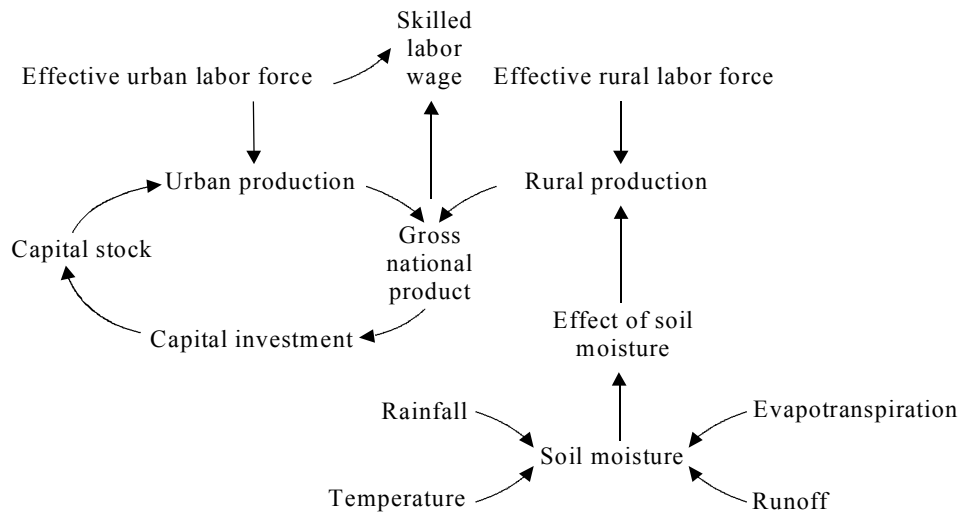 Skilled
labor
wage
Effective urban labor force
Effective rural labor force
Urban production
Rural production
Capital stock
Gross
national
product
Capital investment
Effect of soil
moisture
Rainfall
Evapotranspiration
Soil moisture
Temperature
Runoff